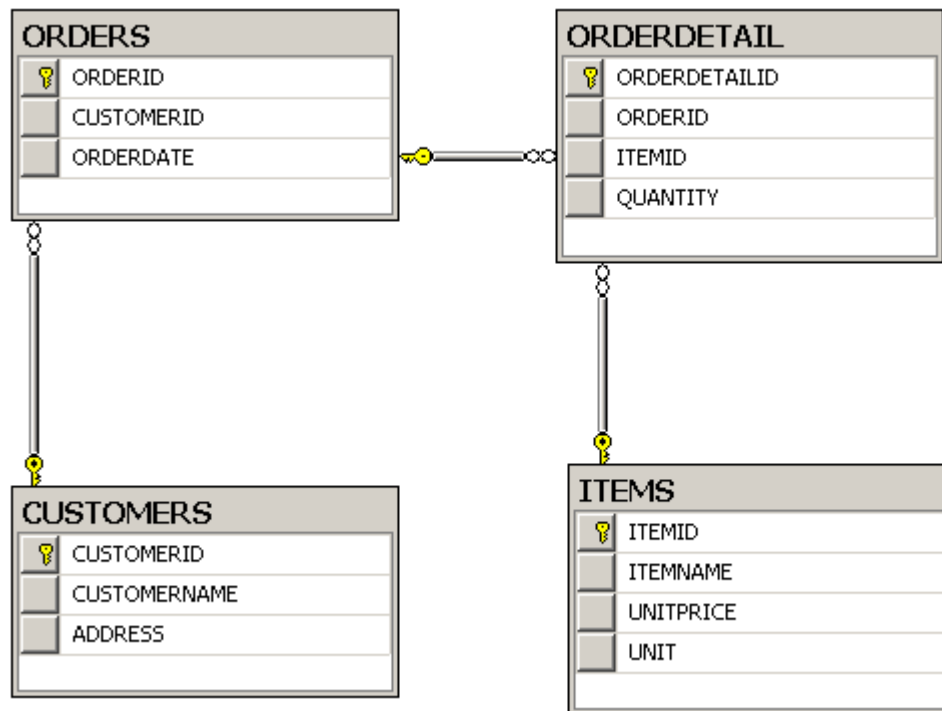 ORDERS
ORDERID
CUSTOMERID
ORDERDATE
ORDERDETAIL
ORDERDETAILID
ORDERID
ITEMID
QUANTITY
CUSTOMERS
CUSTOMERID
CUSTOMERNAME
ADDRESS
ITEMS
ITEMID
ITEMNAME
UNITPRICE
UNIT